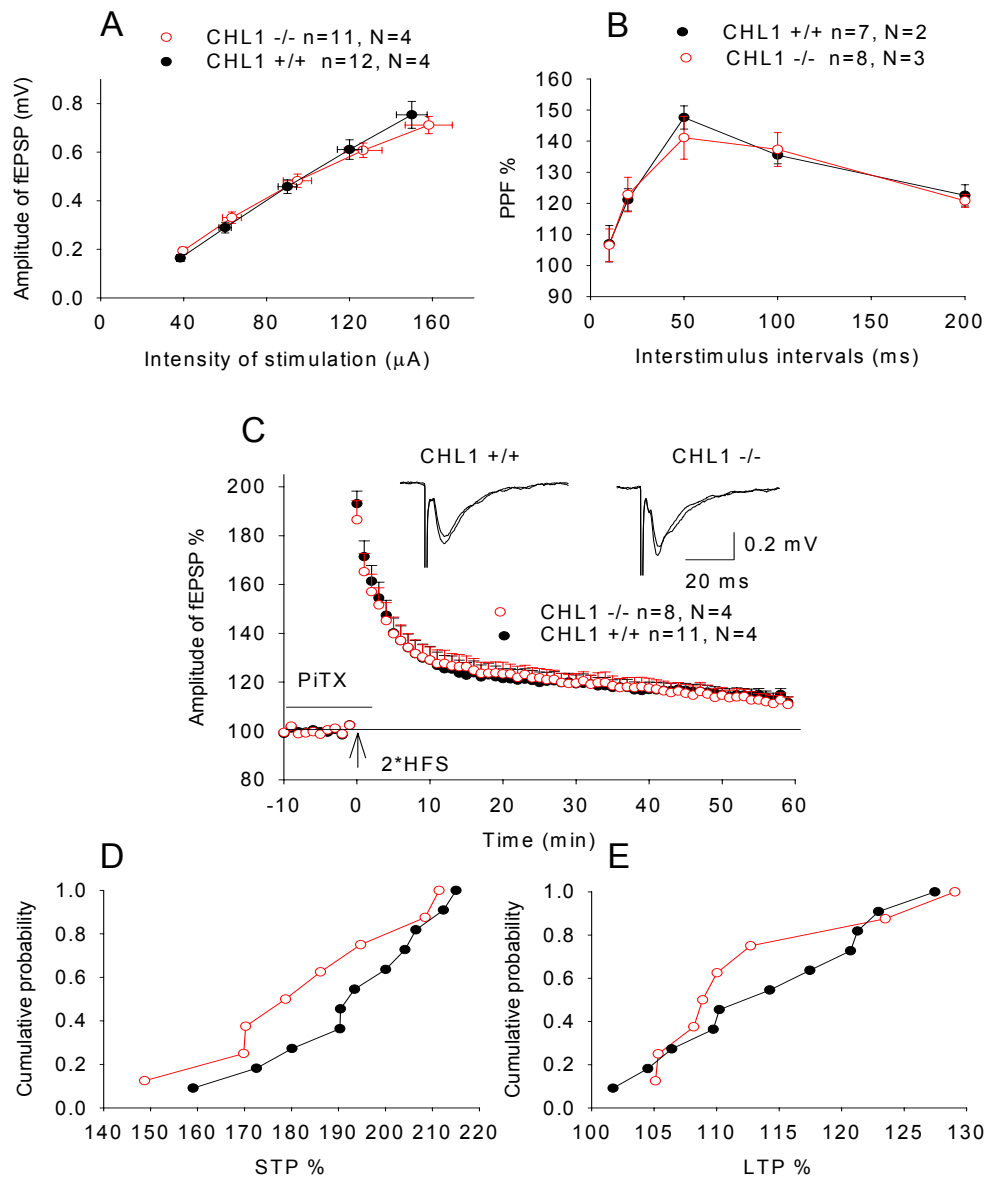 A
CHL1 -/- n=11, N=4
CHL1 +/+ n=12, N=4
Amplitude of fEPSP (mV)
0.8
0.6
0.4
0.2
0.0
0 40 80 120 160
Intensity of stimulation (μA)
B
CHL1 +/+ n=7, N=2
CHL1 -/- n=8, N=3
PPF %
150
140
130
120
110
100
90
0 50 100 150 200
Interstimulus intervals (ms)
C
CHL1 +/+
CHL1 -/-
0.2 mV
20 ms
CHL1 -/- n=8, N=4
CHL1 +/+ n=11, N=4
Amplitude of fEPSP %
200
180
160
140
120
100
80
PiTX
2*HFS
-10 0 10 20 30 40 50 60
Time (min)
D
Cumulative probability
1.0
0.8
0.6
0.4
0.2
0.0
140 150 160 170 180 190 200 210 220
STP %
E
Cumulative probability
1.0
0.8
0.6
0.4
0.2
0.0
100 105 110 115 120 125 130
LTP %